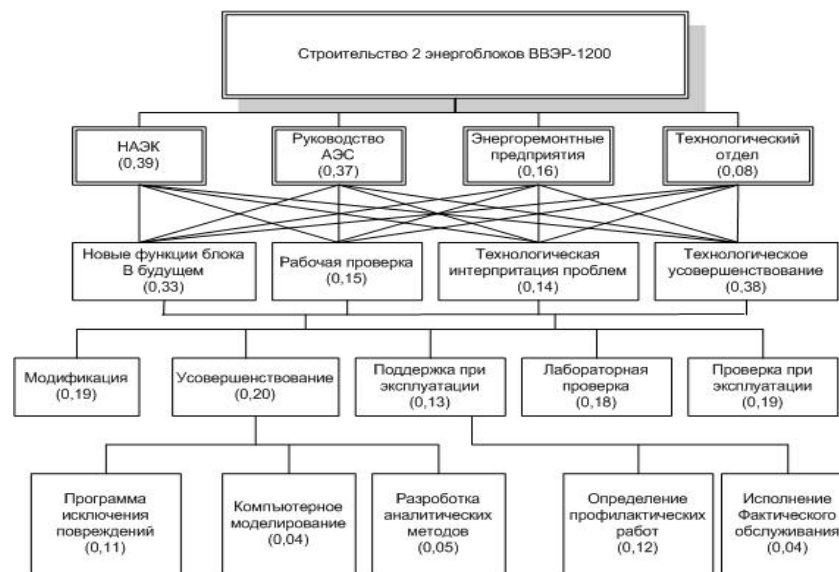 Строительство 2 энергоблоков ВВЭР-1200
НАЭК
(0,39)
Руководство
АЭС
(0,37)
Энергоремонтные
предприятия
(0,16)
Технологический
отдел
(0,08)
Новые функции блока
В будущем
(0,33)
Рабочая проверка
(0,15)
Технологическая
интерпритация проблем
(0,14)
Технологическое
усовершенствование
(0,38)
Модификация
(0,19)
Усовершенствование
(0,20)
Поддержка при
эксплуатации
(0,13)
Лабораторная
проверка
(0,18)
Проверка при
эксплуатации
(0,19)
Программа
исключения
повреждений
(0,11)
Компьютерное
моделирование
(0,04)
Разроботка
аналитических
методов
(0,05)
Определение
профилактических
работ
(0,12)
Исполнение
Фактического
обслуживания
(0,04)